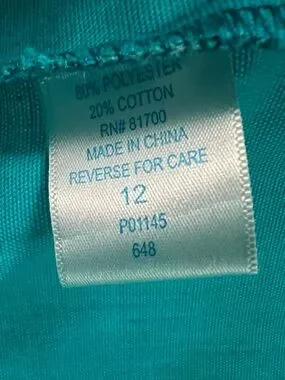 80% POLYESTER
20% COTTON
RN# 81700
MADE IN CHINA
REVERSE FOR CARE
12
P01145
648